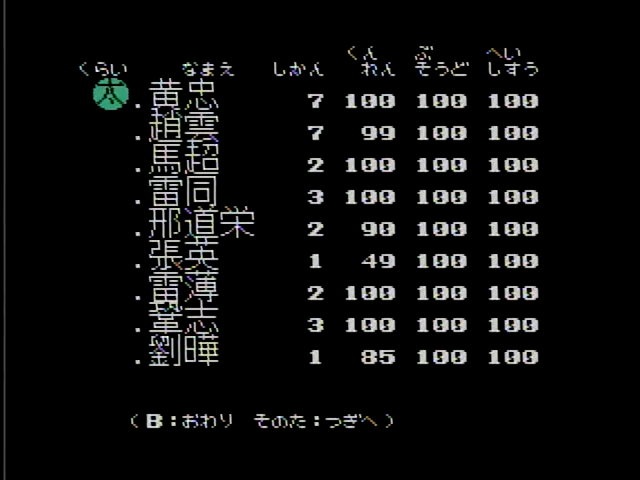 くん ぶ へい
くらい なまえ しかん れん そうど しすう
.黄忠 7 100 100 100
.趙雲 7 99 100 100
.馬超 2 100 100 100
.雷同 3 100 100 100
.邢道栄 2 90 100 100
.張英 1 49 100 100
.雷薄 2 100 100 100
.鞏志 3 100 100 100
.劉曄 1 85 100 100
(B:おわり そのた:つぎへ)